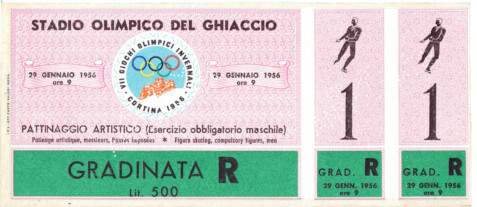 STADIO OLIMPICO DEL GHIACCIO
VII GIOCHI OLIMPICI INVERNALI
CORTINA 1956
29 GENNAIO 1956
ore 9
29 GENNAIO 1956
ore 9
PATTINAGGIO ARTISTICO (Esercizio obbligatorio maschile)
Patinage artistique, messieurs, Figures imposées * Figure skating, compulsory figures, men
GRADINATA R
Lit. 500
1
GRAD. R
29 GENN. 1956
ore 9
1
GRAD. R
29 GENN. 1956
ore 9